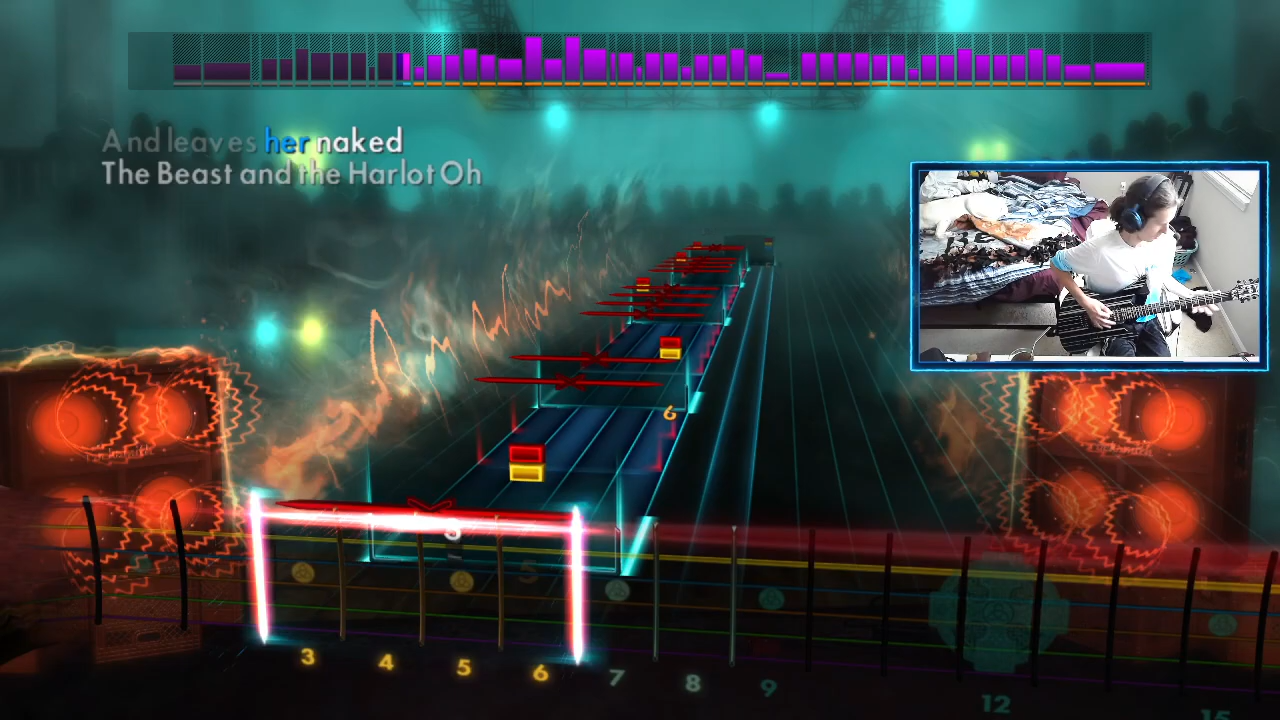 And leaves her naked
The Beast and the Harlot Oh
6
5
3 4 5 6 7 8 9 12 15